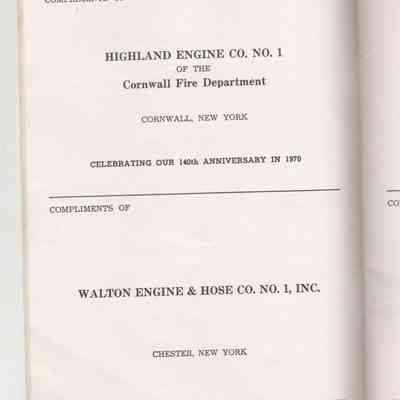 HIGHLAND ENGINE CO. NO. 1
OF THE
Cornwall Fire Department
CORNWALL, NEW YORK
CELEBRATING OUR 140th ANNIVERSARY IN 1970
COMPLIMENTS OF
WALTON ENGINE & HOSE CO. NO. 1, INC.
CHESTER, NEW YORK